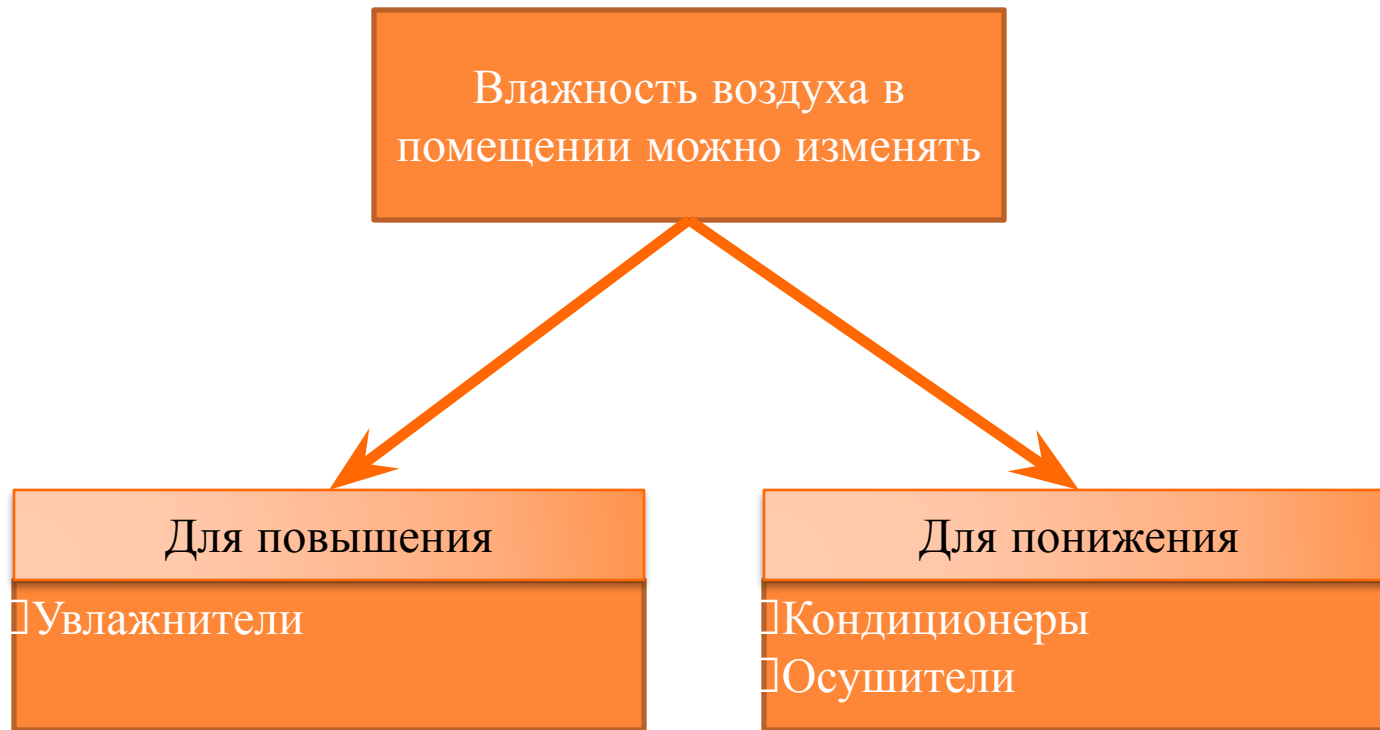 Влажность воздуха в
помещении можно изменять
Для повышения
Увлажнители
Для понижения
Кондиционеры
Осушители